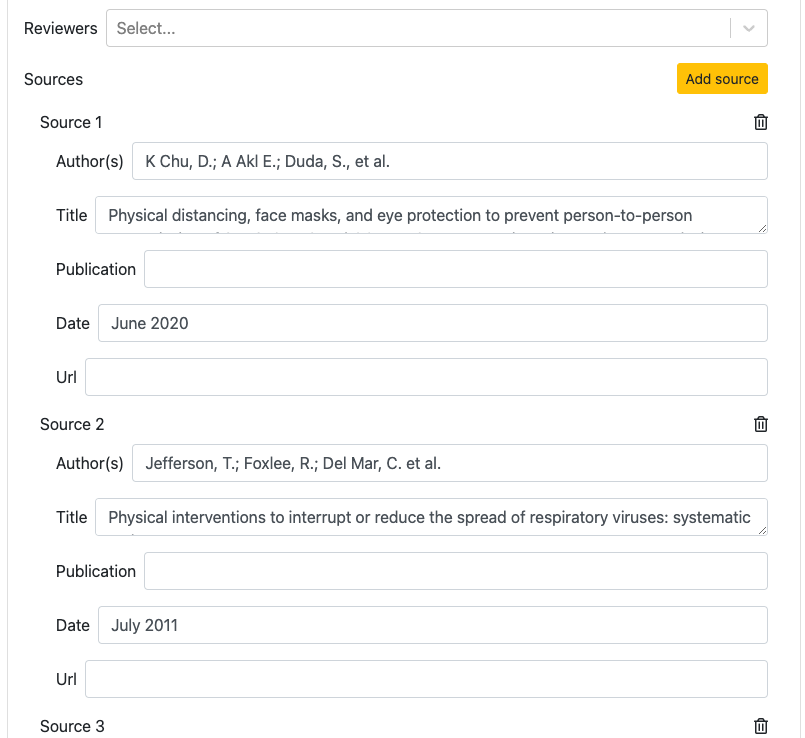 Reviewers Select...
Sources Add source
Source 1
Author(s) K Chu, D.; A Akl E.; Duda, S., et al.
Title Physical distancing, face masks, and eye protection to prevent person-to-person
Publication
Date June 2020
Url
Source 2
Author(s) Jefferson, T.; Foxlee, R.; Del Mar, C. et al.
Title Physical interventions to interrupt or reduce the spread of respiratory viruses: systematic
Publication
Date July 2011
Url
Source 3